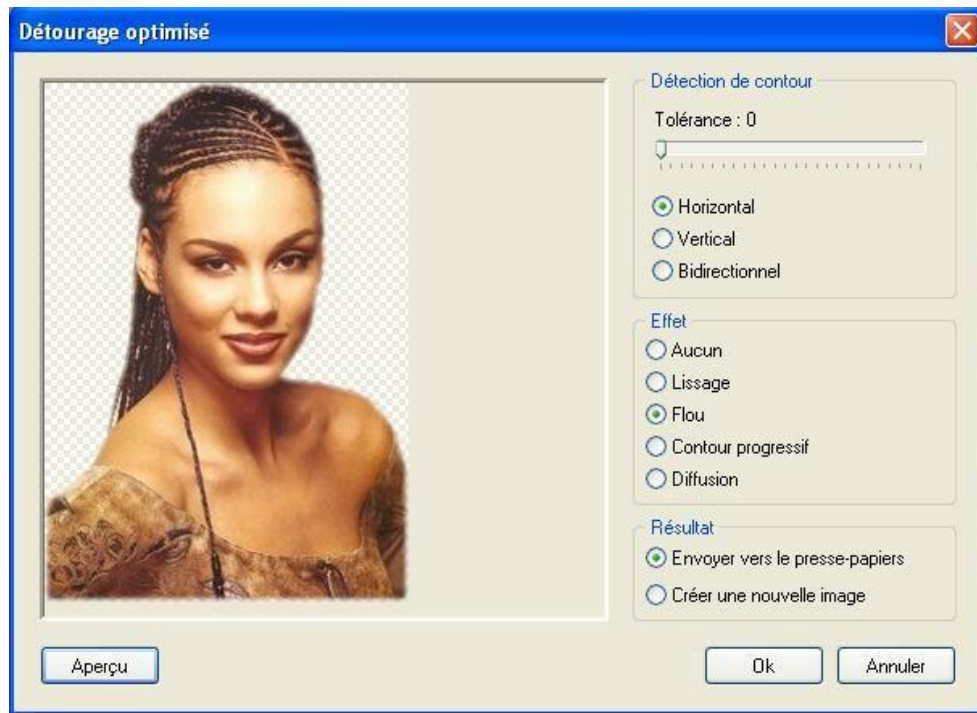 Détourage optimisé
Détection de contour
Tolérance : 0
Horizontal
Vertical
Bidirectionnel
Effet
Aucun
Lissage
Flou
Contour progressif
Diffusion
Résultat
Envoyer vers le presse-papiers
Créer une nouvelle image
Aperçu
Ok
Annuler